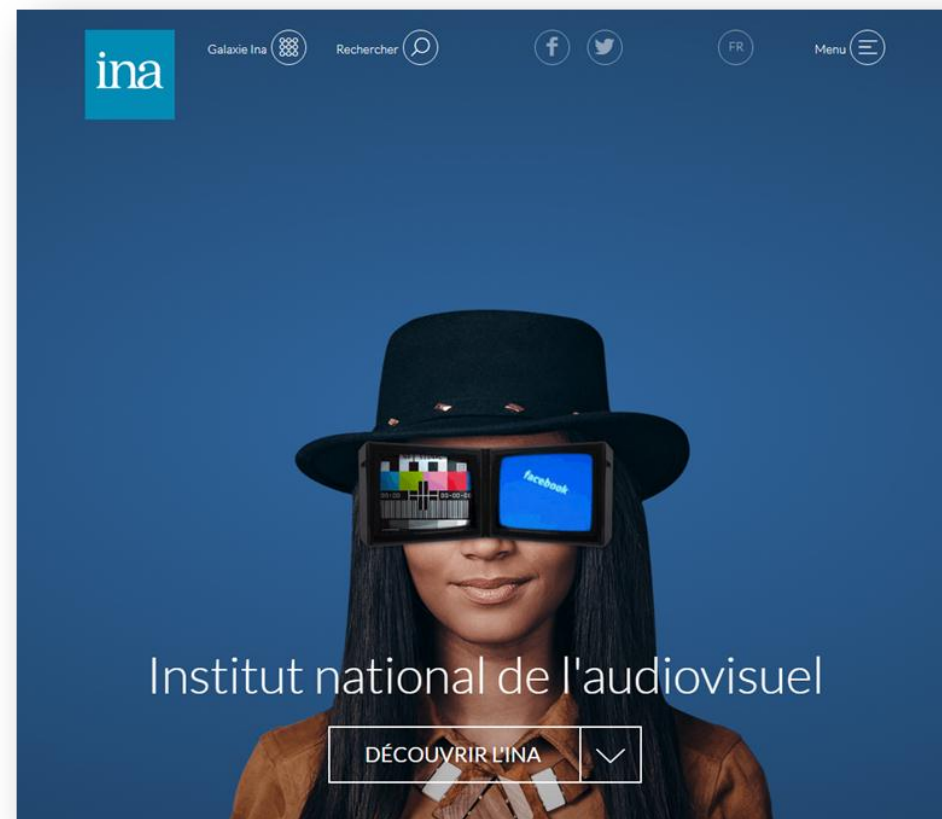 ina
Galaxie Ina
Rechercher
FR
Menu
facebook
Institut national de l'audiovisuel
DÉCOUVRIR L'INA